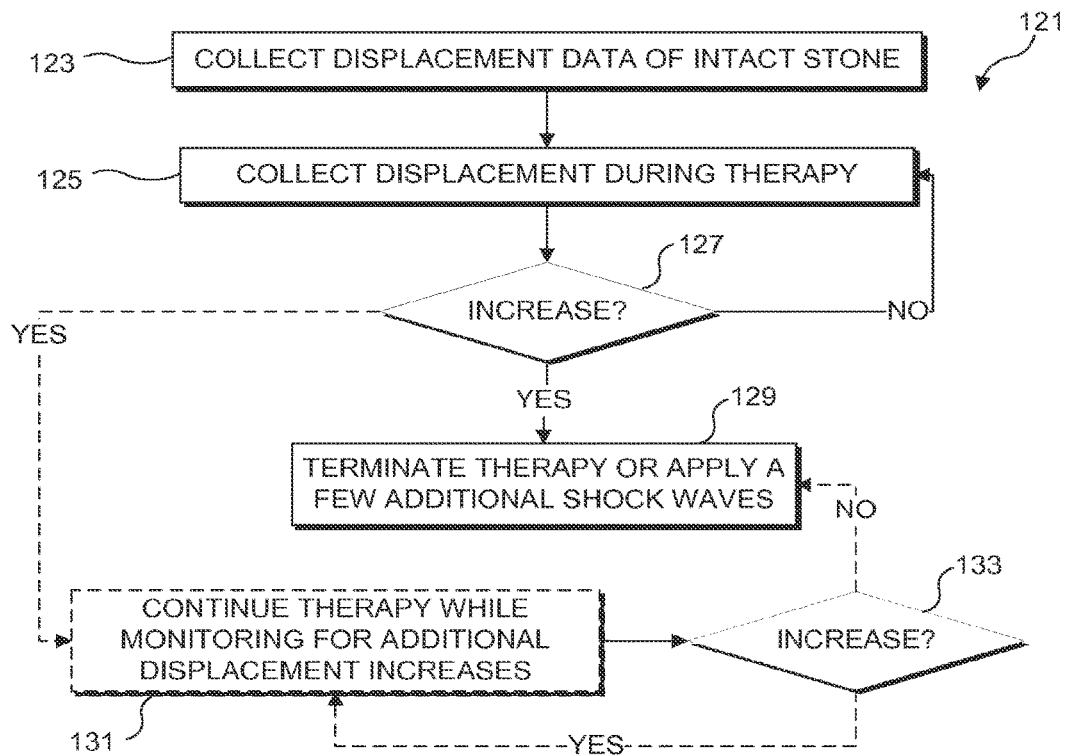 121
123
COLLECT DISPLACEMENT DATA OF INTACT STONE
125
COLLECT DISPLACEMENT DURING THERAPY
127
INCREASE?
NO
YES
YES
129
TERMINATE THERAPY OR APPLY A
FEW ADDITIONAL SHOCK WAVES
NO
133
CONTINUE THERAPY WHILE
MONITORING FOR ADDITIONAL
DISPLACEMENT INCREASES
INCREASE?
131
YES